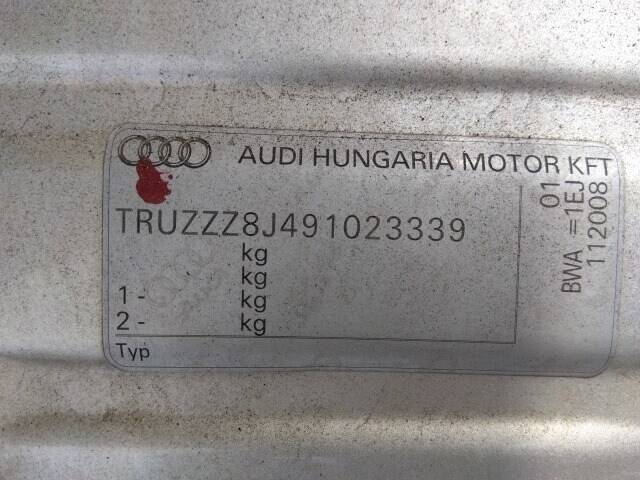 AUDI HUNGARIA MOTOR KFT
TRUZZZ8J491023339
kg
kg
1 - kg
2 - kg
Typ
01
BWA =1EJ
112008